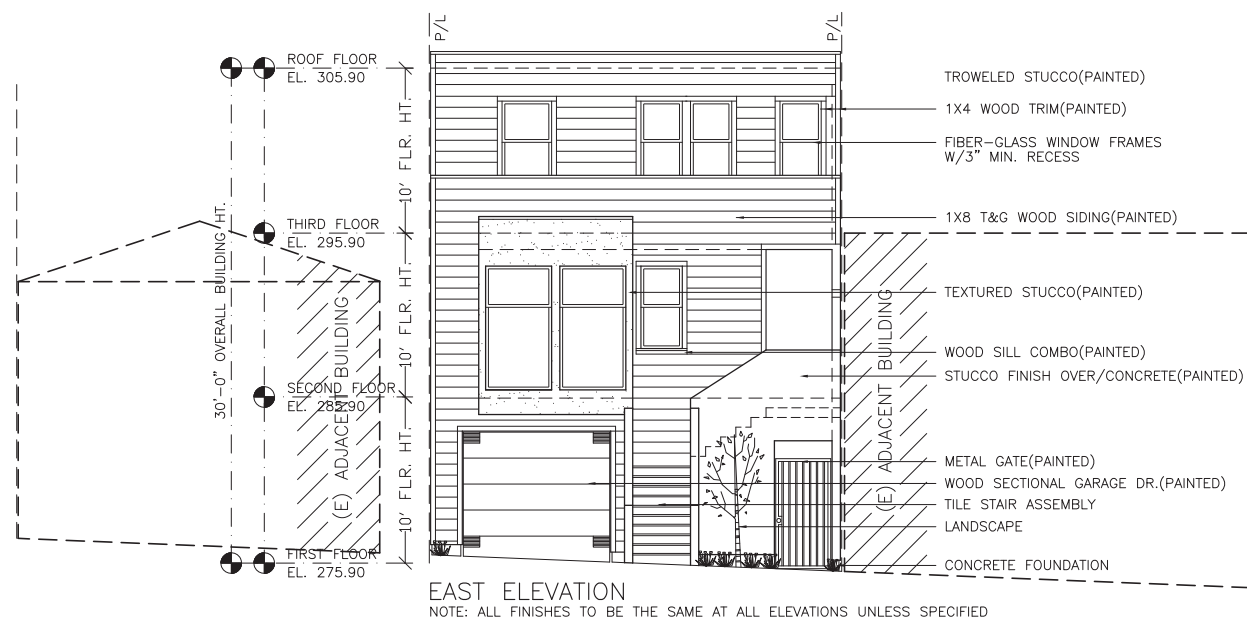 P/L
P/L
ROOF FLOOR
EL. 305.90
10' FLR. HT.
THIRD FLOOR
EL. 295.90
30'-0" OVERALL BUILDING HT.
10' FLR. HT.
SECOND FLOOR
EL. 285.90
(E) ADJACENT BUILDING
10' FLR. HT.
FIRST FLOOR
EL. 275.90
(E) ADJACENT BUILDING
TROWELED STUCCO(PAINTED)
1X4 WOOD TRIM(PAINTED)
FIBER-GLASS WINDOW FRAMES
W/3" MIN. RECESS
1X8 T&G WOOD SIDING(PAINTED)
TEXTURED STUCCO(PAINTED)
WOOD SILL COMBO(PAINTED)
STUCCO FINISH OVER/CONCRETE(PAINTED)
METAL GATE(PAINTED)
WOOD SECTIONAL GARAGE DR.(PAINTED)
TILE STAIR ASSEMBLY
LANDSCAPE
CONCRETE FOUNDATION
EAST ELEVATION
NOTE: ALL FINISHES TO BE THE SAME AT ALL ELEVATIONS UNLESS SPECIFIED